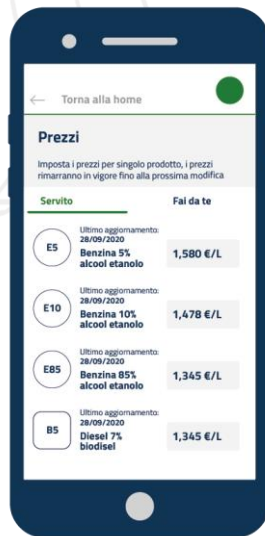 ← Torna alla home
Prezzi
Imposta i prezzi per singolo prodotto, i prezzi
rimarranno in vigore fino alla prossima modifica
Servito Fai da te
E5
Ultimo aggiornamento:
28/09/2020
Benzina 5%
alcool etanolo
1,580 €/L
E10
Ultimo aggiornamento:
28/09/2020
Benzina 10%
alcool etanolo
1,478 €/L
E85
Ultimo aggiornamento:
28/09/2020
Benzina 85%
alcool etanolo
1,345 €/L
B5
Ultimo aggiornamento:
28/09/2020
Diesel 7%
biodisel
1,345 €/L